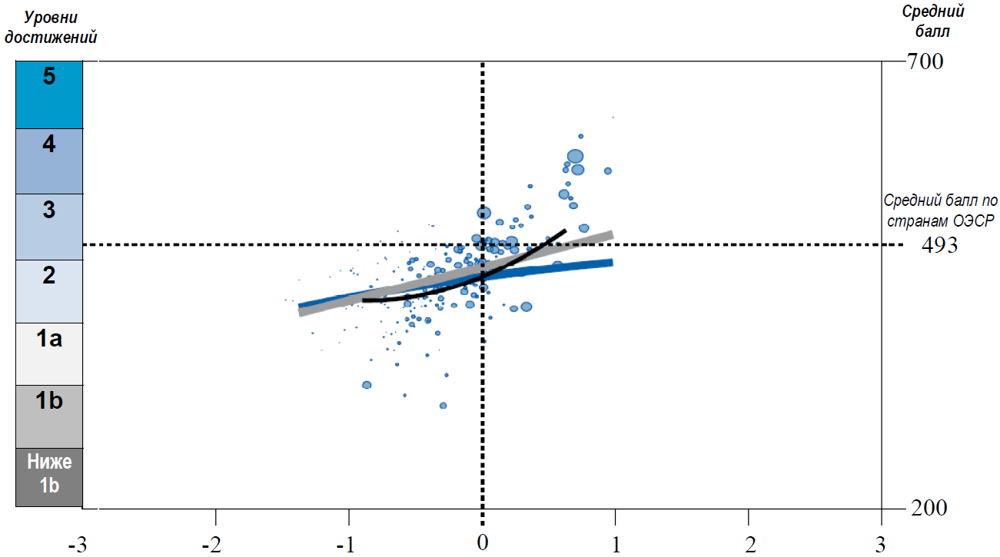 Уровни
достижений
Средний
балл
5
4
3
2
1a
1b
Ниже
1b
700
Средний балл по
странам ОЭСР
493
200
-3
-2
-1
0
1
2
3